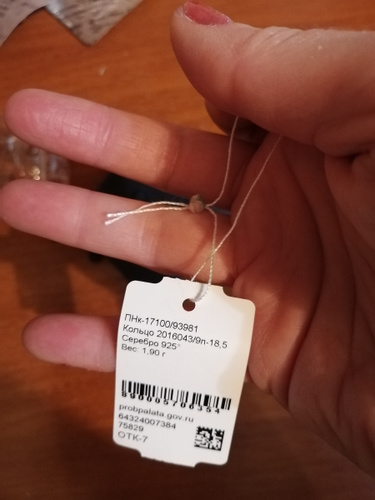 ПНк-17100/93981
Кольцо 2016043/9п-18,5
Серебро 925°
Вес: 1,90 г
probpalata.gov.ru
64324007384
75829
ОТК-7